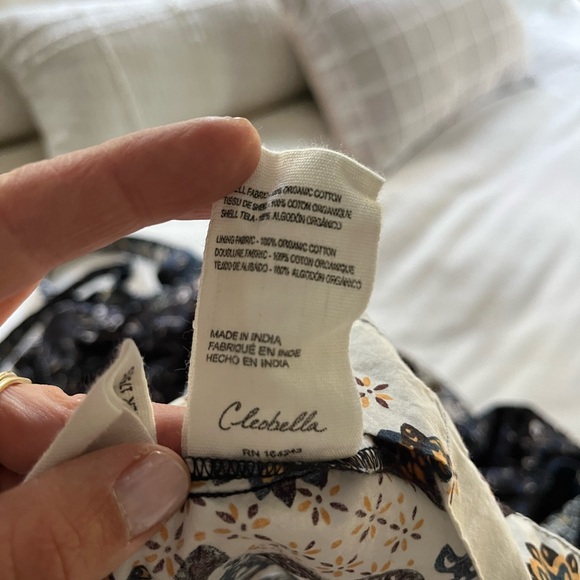 FABRIC - 100% ORGANIC COTTON
TISSU DE SHELL - 100% COTON ORGANIQUE
SHELL TELA - 100% ALGODÓN ORGÁNICO
LINING FABRIC - 100% ORGANIC COTTON
DOUBLURE FABRIC - 100% COTON ORGANIQUE
TEJIDO DE ALISADO - 100% ALGODÓN ORGÁNICO
MADE IN INDIA
FABRIQUÉ EN INDE
HECHO EN INDIA
Cleobella
RN 164243